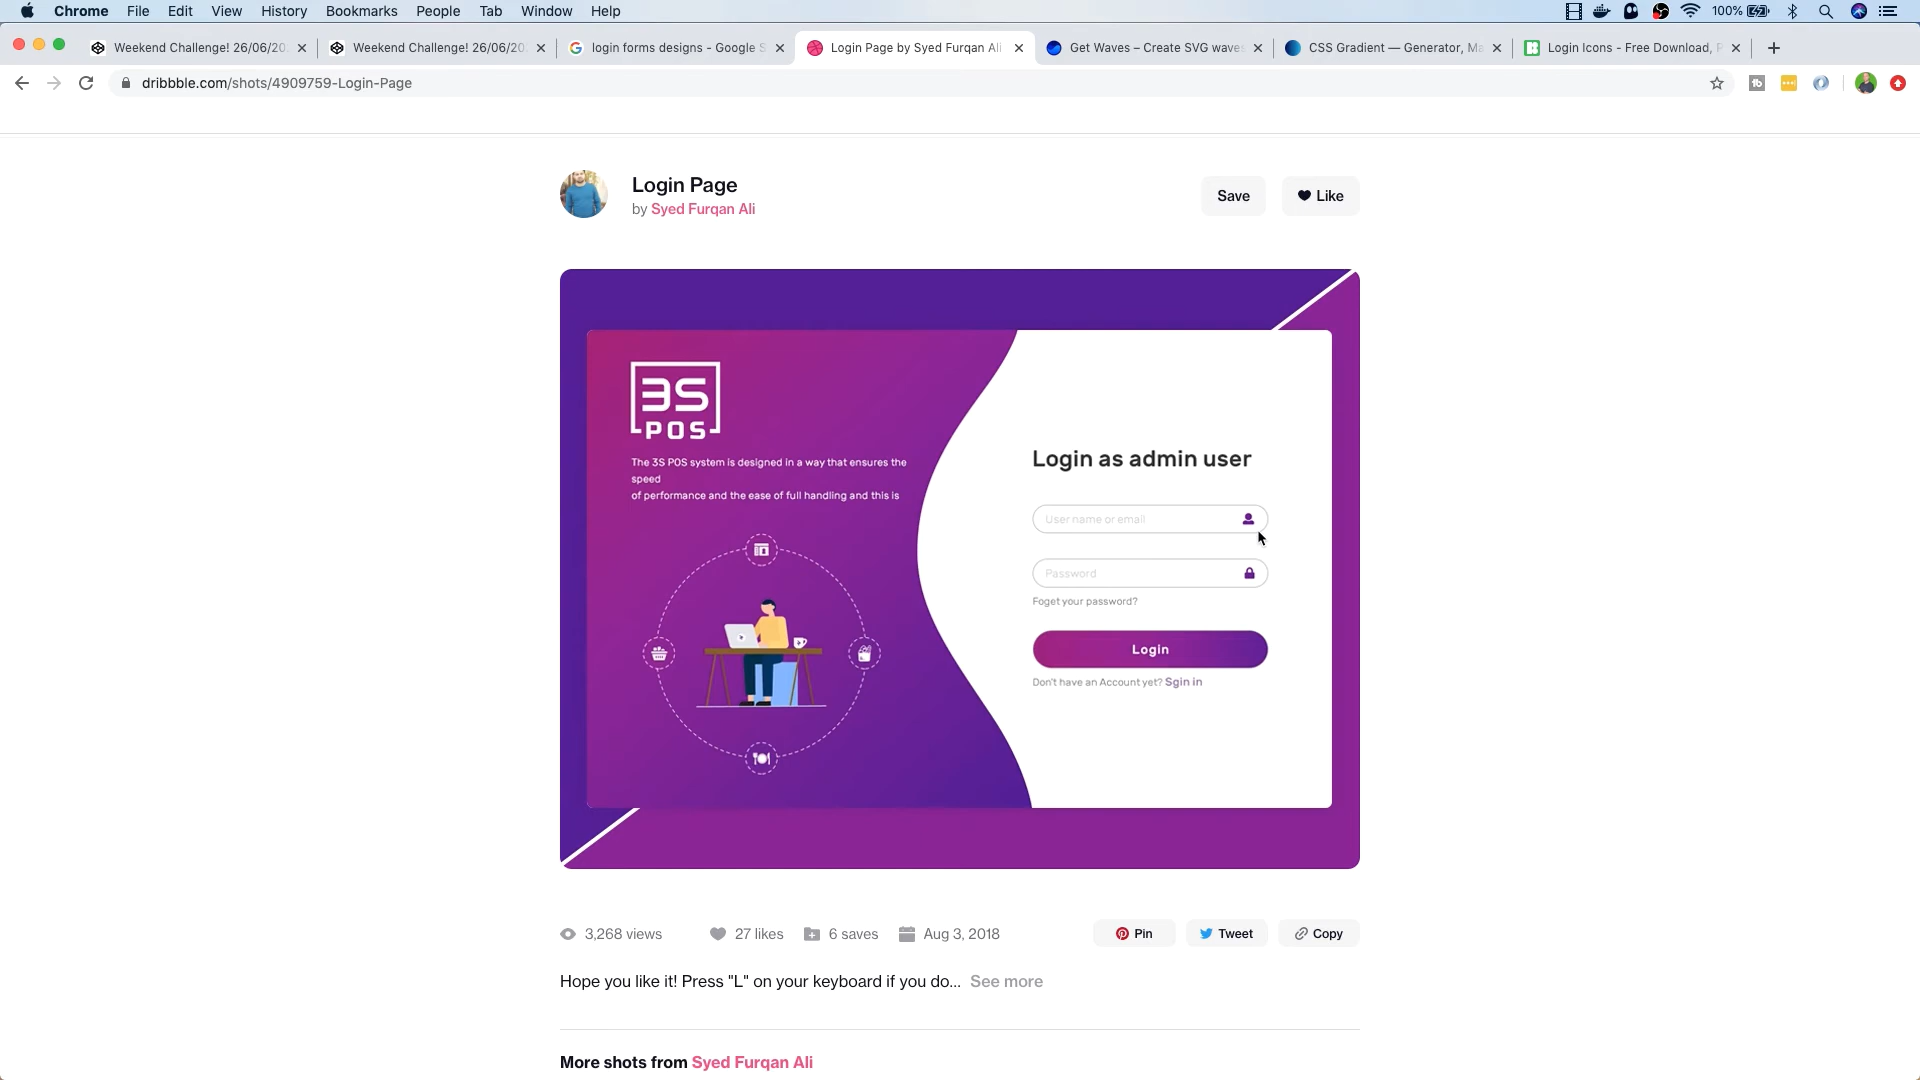 Chrome File Edit View History Bookmarks People Tab Window Help
100%
Weekend Challenge! 26/06/20
Weekend Challenge! 26/06/20
login forms designs - Google S
Login Page by Syed Furqan Ali
Get Waves – Create SVG waves
CSS Gradient — Generator, Ma
Login Icons - Free Download, P
dribbble.com/shots/4909759-Login-Page
Login Page
by Syed Furqan Ali
Save
Like
3S
POS
The 3S POS system is designed in a way that ensures the
speed
of performance and the ease of full handling and this is
Login as admin user
User name or email
Password
Foget your password?
Login
Don't have an Account yet? Sgin in
3,268 views
27 likes
6 saves
Aug 3, 2018
Pin
Tweet
Copy
Hope you like it! Press "L" on your keyboard if you do... See more
More shots from Syed Furqan Ali